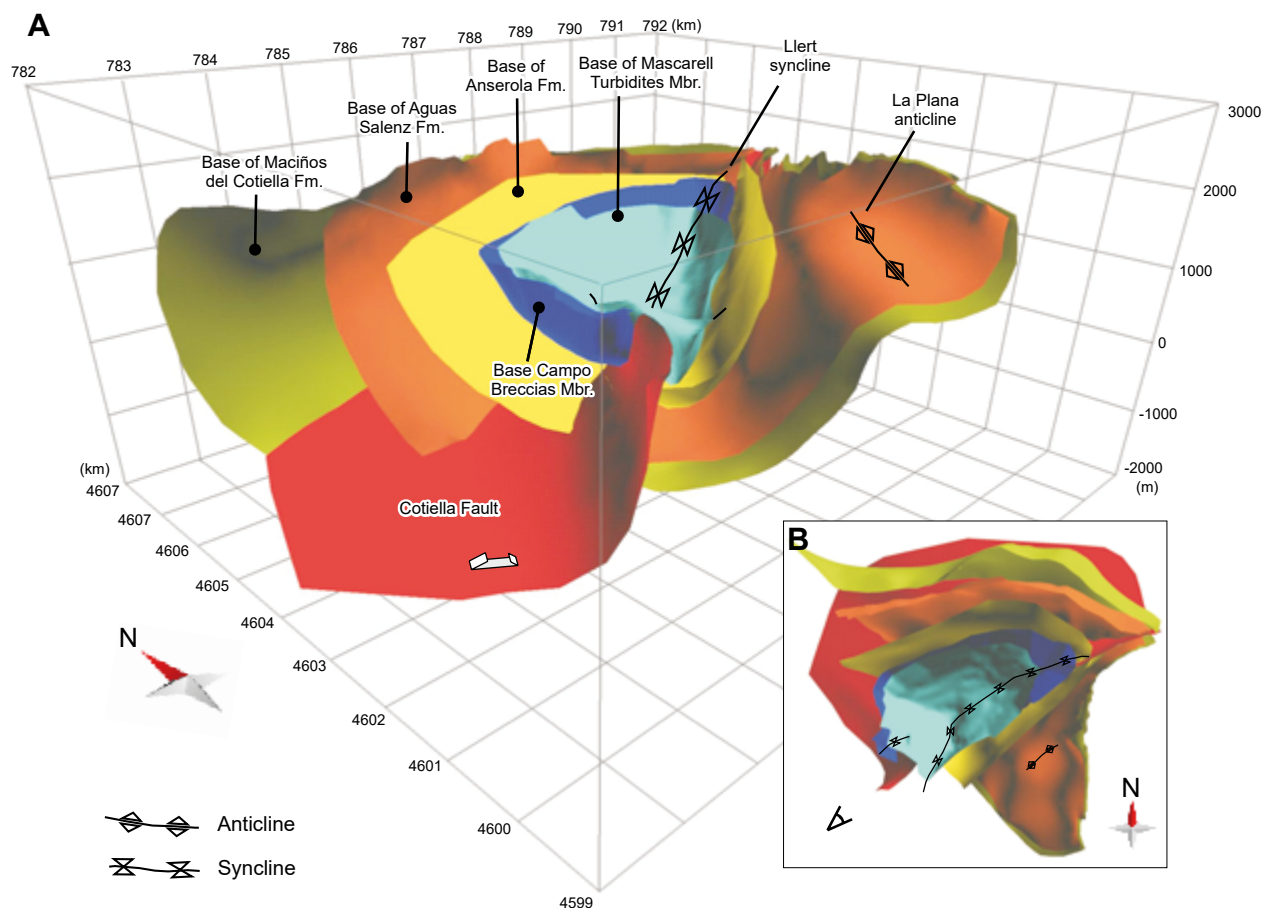 A
782
783
784
785
786
787
788
789
790
791
792 (km)
Llert
syncline
Base of
Anserola Fm.
Base of Mascarell
Turbidites Mbr.
La Plana
anticline
Base of Aguas
Salenz Fm.
Base of Maciños
del Cotiella Fm.
3000
2000
1000
0
-1000
-2000
(m)
Base Campo
Breccias Mbr.
Cotiella Fault
(km)
4607
4607
4606
4605
4604
4603
4602
4601
4600
4599
N
Anticline
Syncline
B
N